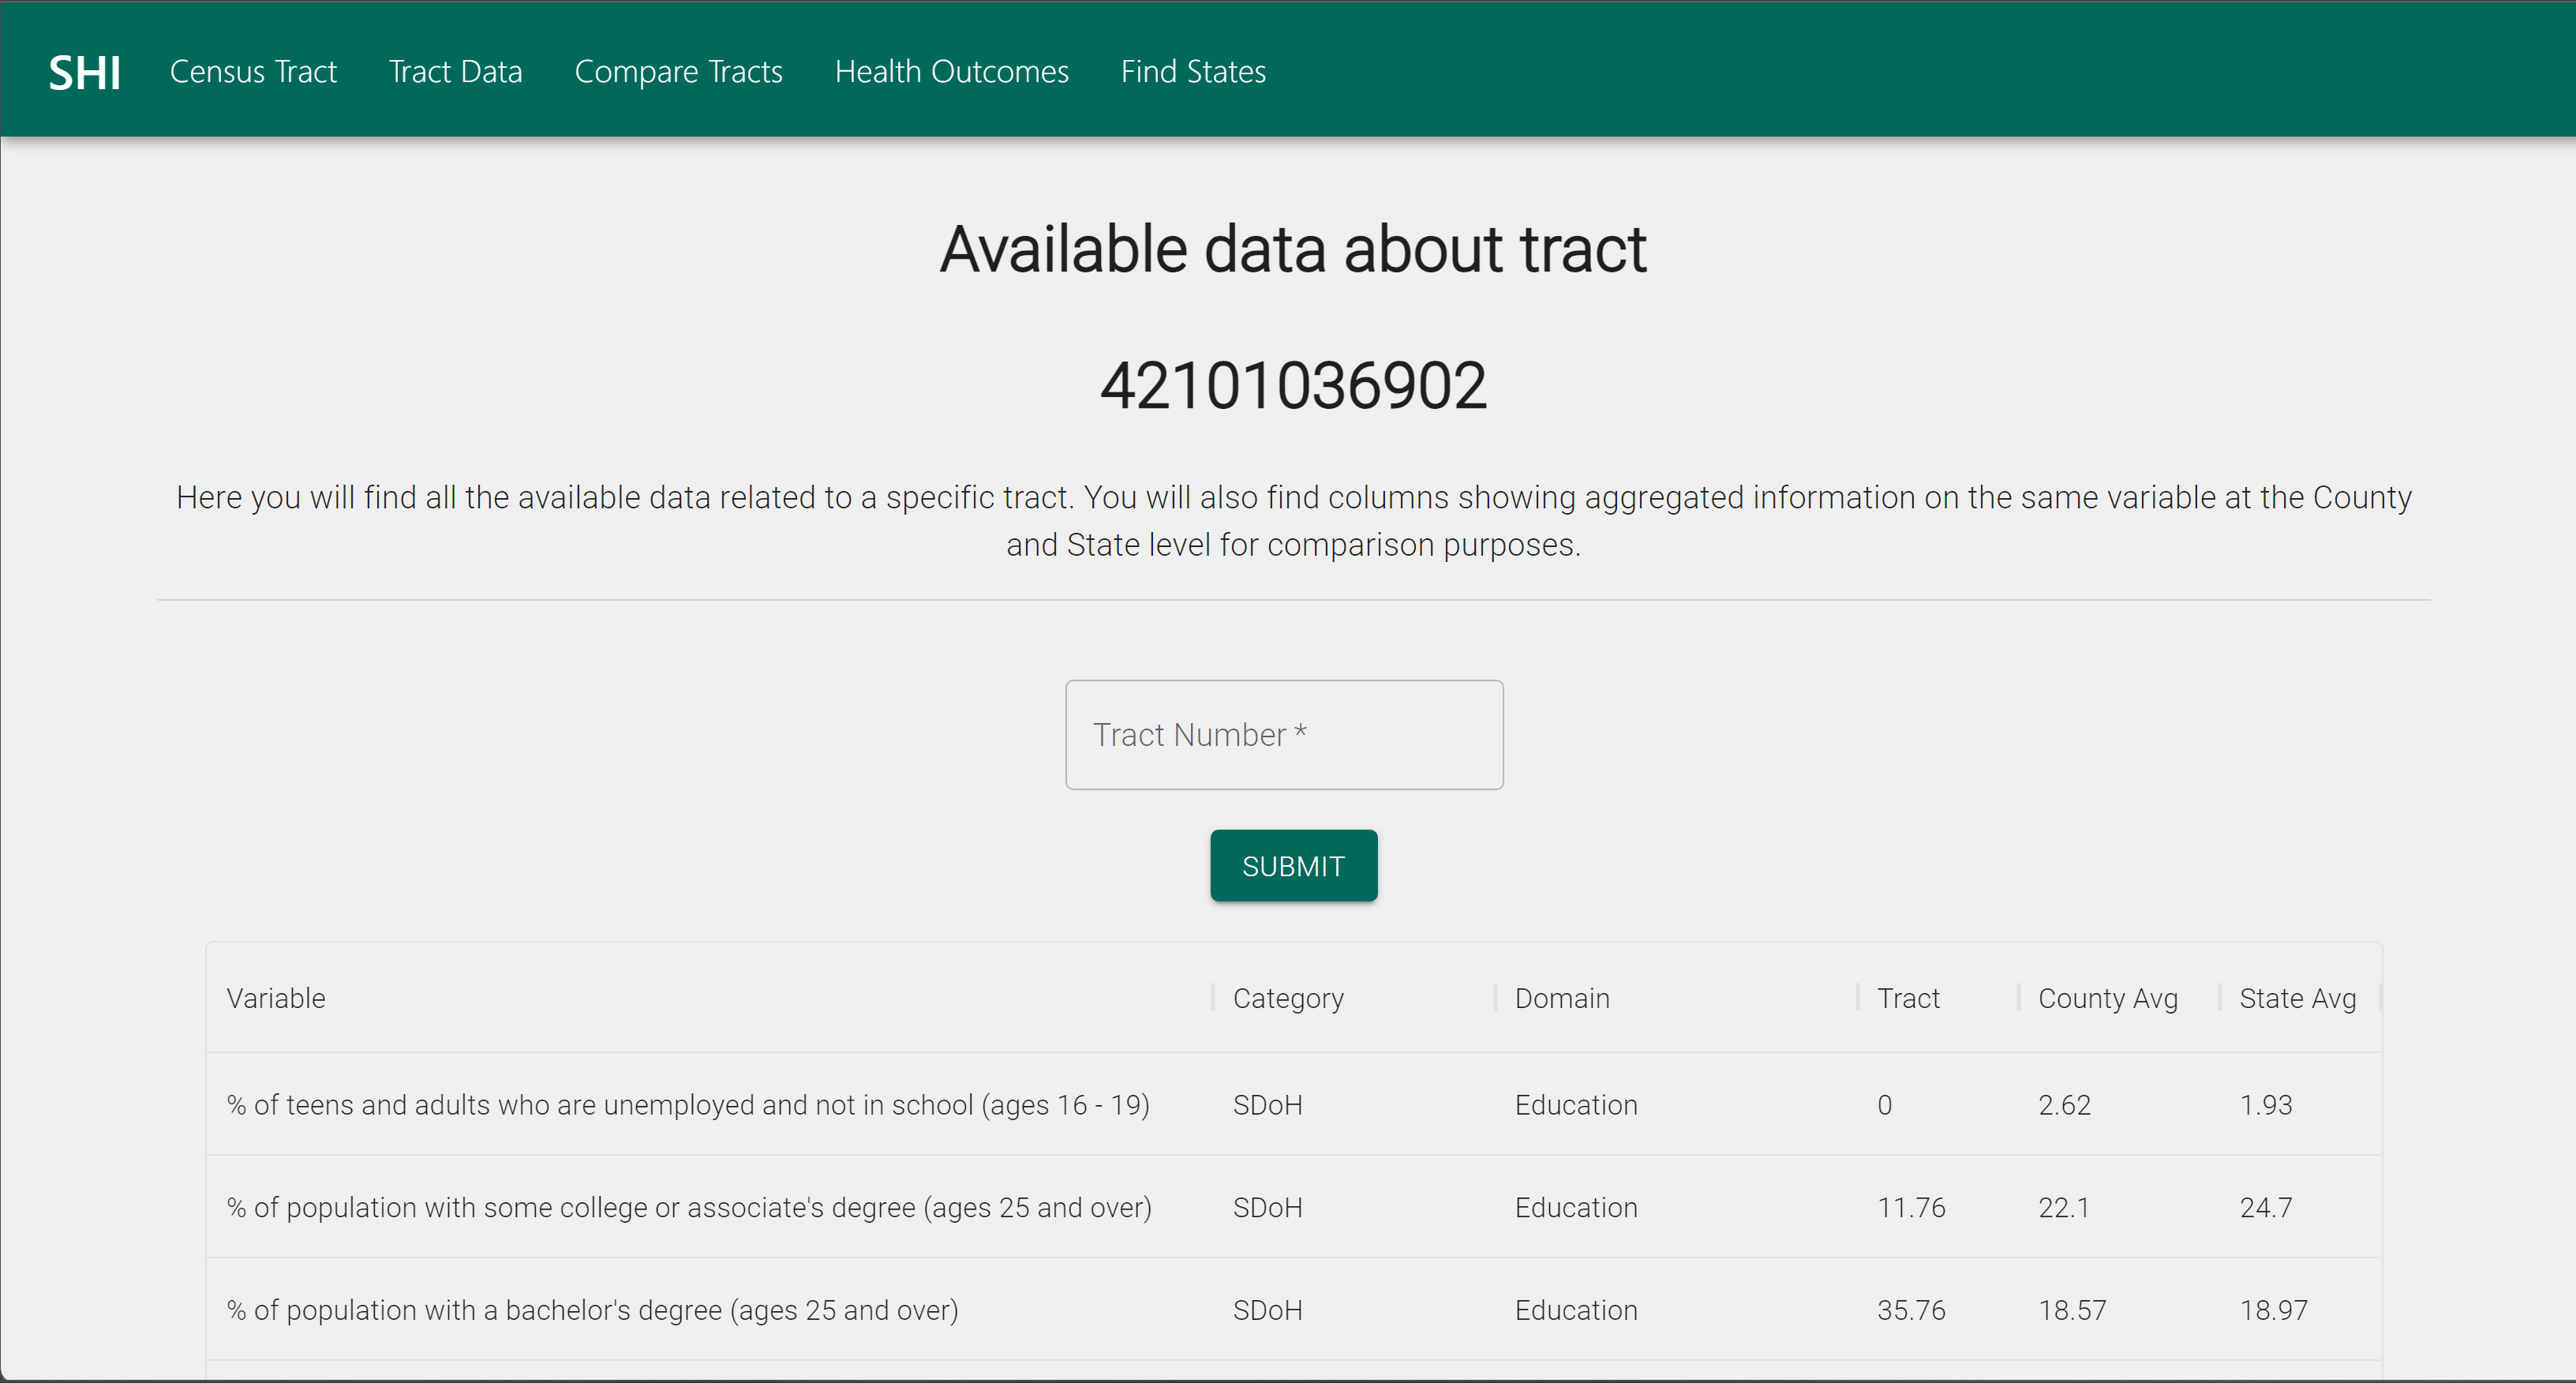 SHI Census Tract Tract Data Compare Tracts Health Outcomes Find States
Available data about tract
42101036902
Here you will find all the available data related to a specific tract. You will also find columns showing aggregated information on the same variable at the County
and State level for comparison purposes.
Tract Number *
SUBMIT
Variable Category Domain Tract County Avg State Avg
% of teens and adults who are unemployed and not in school (ages 16 - 19) SDoH Education 0 2.62 1.93
% of population with some college or associate's degree (ages 25 and over) SDoH Education 11.76 22.1 24.7
% of population with a bachelor's degree (ages 25 and over) SDoH Education 35.76 18.57 18.97